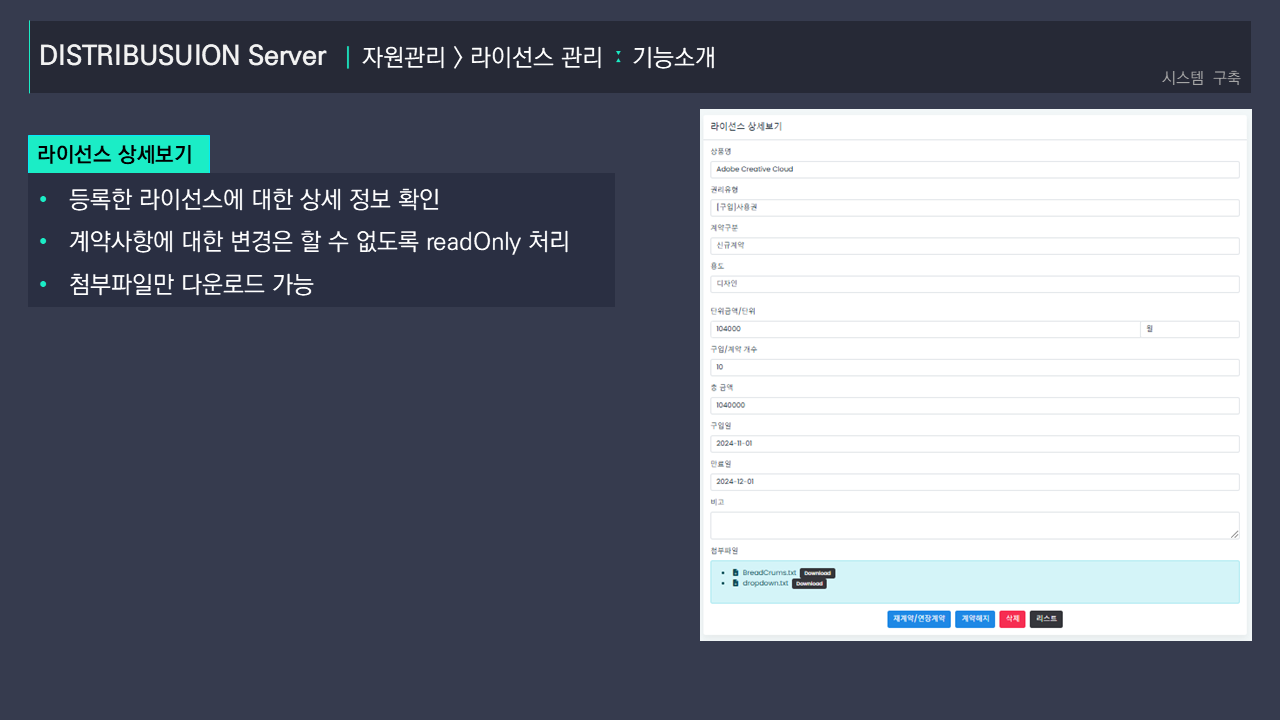 DISTRIBUSUION Server | 자원관리 > 라이선스 관리 : 기능소개
시스템 구축
라이선스 상세보기
• 등록한 라이선스에 대한 상세 정보 확인
• 계약사항에 대한 변경은 할 수 없도록 readOnly 처리
• 첨부파일만 다운로드 가능
라이선스 상세보기
상품명
Adobe Creative Cloud
권리유형
[구입]사용권
계약구분
신규계약
용도
디자인
단위금액/단위
104000 월
구입/계약 개수
10
총 금액
1040000
구입일
2024-11-01
만료일
2024-12-01
비고
첨부파일
• BreadCrums.txt Download
• dropdown.txt Download
재계약/연장계약 계약해지 삭제 리스트